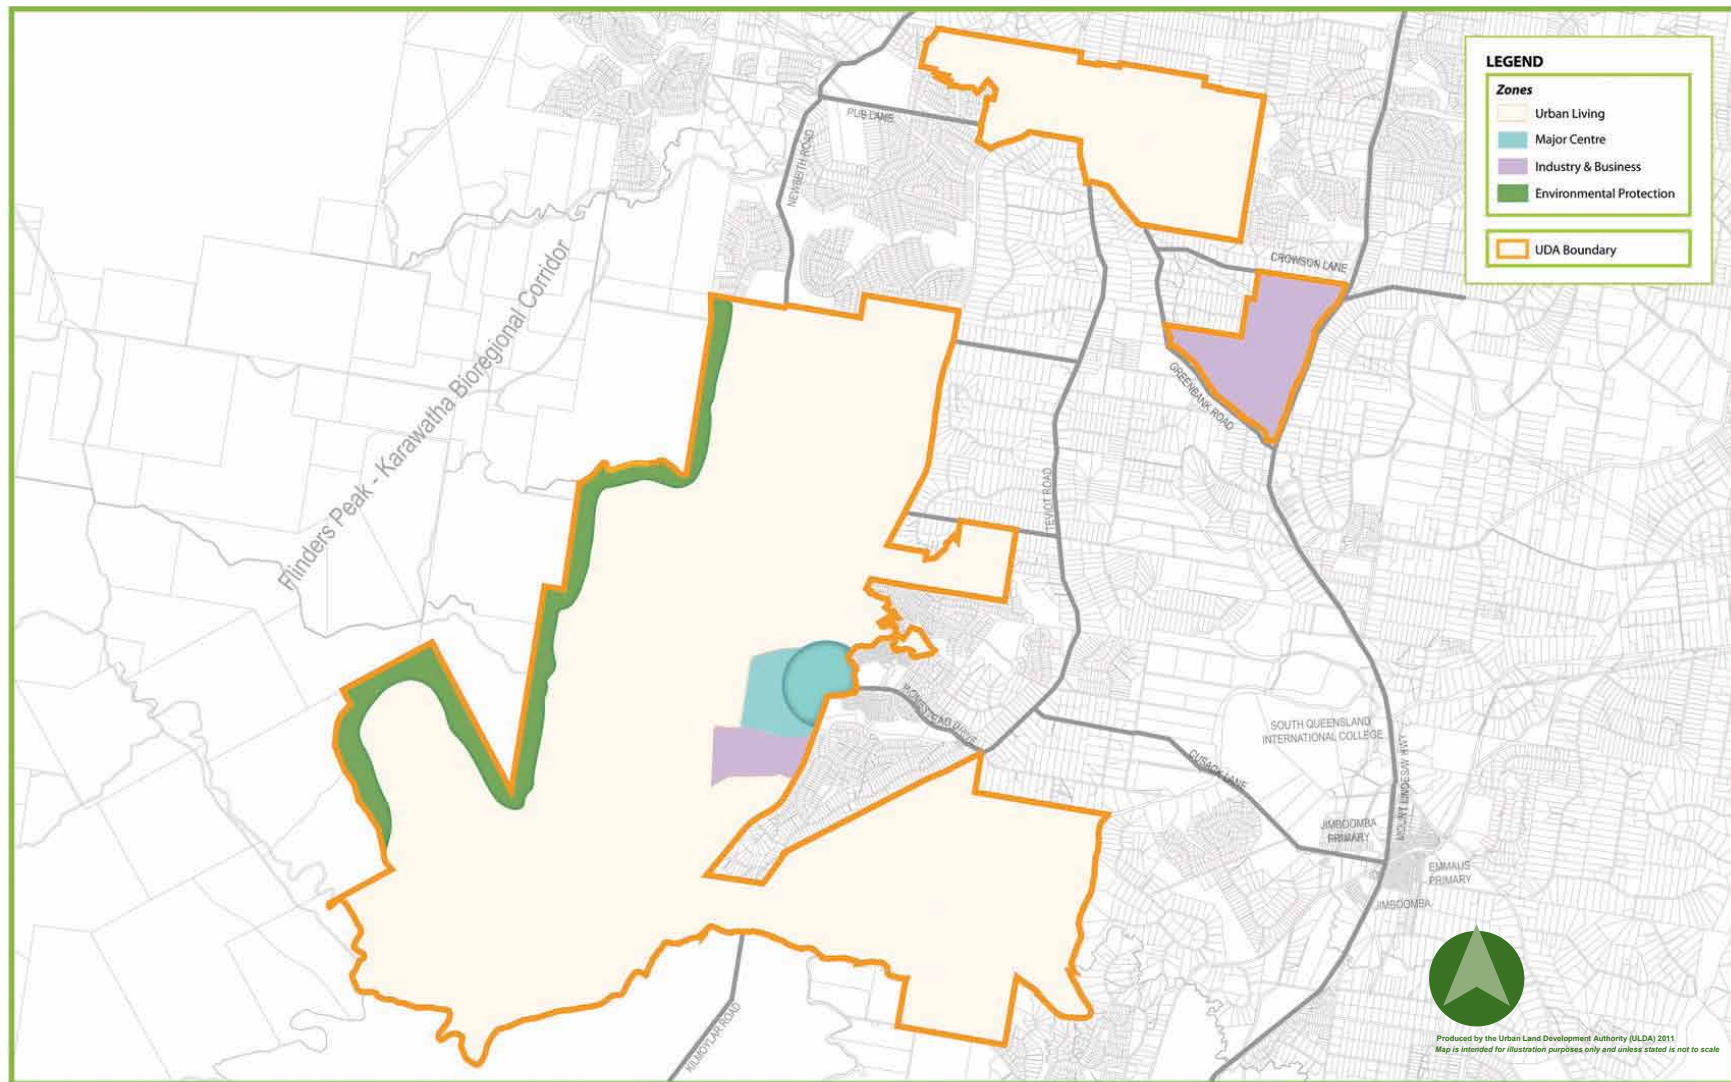 LEGEND
Zones
Urban Living
Major Centre
Industry & Business
Environmental Protection
UDA Boundary
PUB LANE
NEWBEITH ROAD
CROWSON LANE
Flinders Peak - Karawatha Bioregional Corridor
GREENBANK ROAD
TEVIOT ROAD
HOMESTEAD DRIVE
SOUTH QUEENSLAND
INTERNATIONAL COLLEGE
CUSACK LANE
MOUNT LINDESAY HWY
JIMBOOMBA
PRIMARY
EMMAUS
PRIMARY
JIMBOOMBA
KILMOYLAR ROAD
Produced by the Urban Land Development Authority (ULDA) 2011
Map is intended for illustration purposes only and unless stated is not to scale